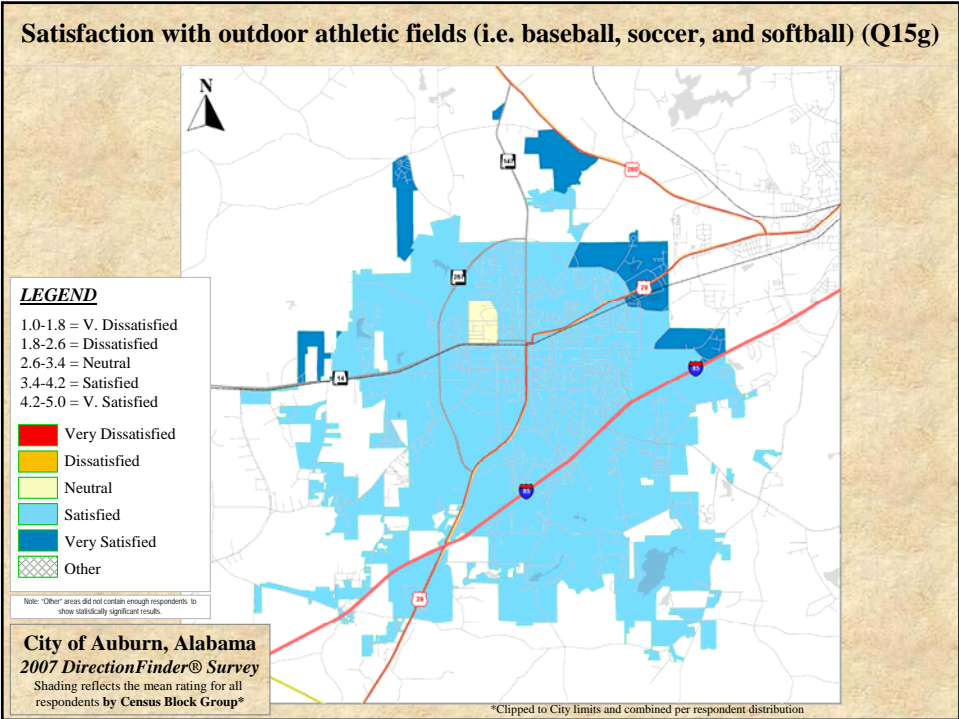 Satisfaction with outdoor athletic fields (i.e. baseball, soccer, and softball) (Q15g)
N
147
280
267
29
14
85
85
29
LEGEND
1.0-1.8 = V. Dissatisfied
1.8-2.6 = Dissatisfied
2.6-3.4 = Neutral
3.4-4.2 = Satisfied
4.2-5.0 = V. Satisfied
Very Dissatisfied
Dissatisfied
Neutral
Satisfied
Very Satisfied
Other
Note: "Other" areas did not contain enough respondents to
show statistically significant results.
City of Auburn, Alabama
2007 DirectionFinder® Survey
Shading reflects the mean rating for all
respondents by Census Block Group*
*Clipped to City limits and combined per respondent distribution